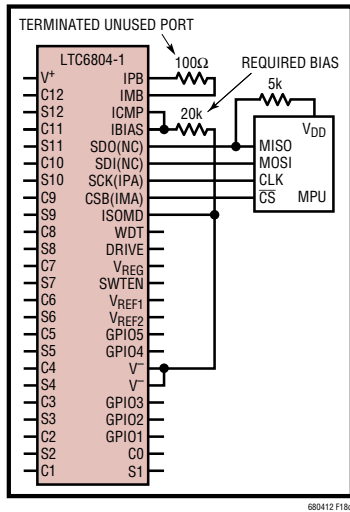 TERMINATED UNUSED PORT
LTC6804-1
100Ω
REQUIRED BIAS
5k
20k
V+ IPB
C12 IMB
S12 ICMP
C11 IBIAS
S11 SDO(NC)
C10 SDI(NC)
S10 SCK(IPA)
C9 CSB(IMA)
S9 ISOMD
C8 WDT
S8 DRIVE
C7 VREG
S7 SWTEN
C6 VREF1
S6 VREF2
C5 GPIO5
S5 GPIO4
C4 V–
S4 V–
C3 GPIO3
S3 GPIO2
C2 GPIO1
S2 C0
C1 S1
VDD
MISO
MOSI
CLK
CS MPU
680412 F18c